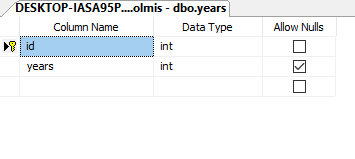 DESKTOP-IASA95P....olmis - dbo.years
Column Name Data Type Allow Nulls
id int
years int